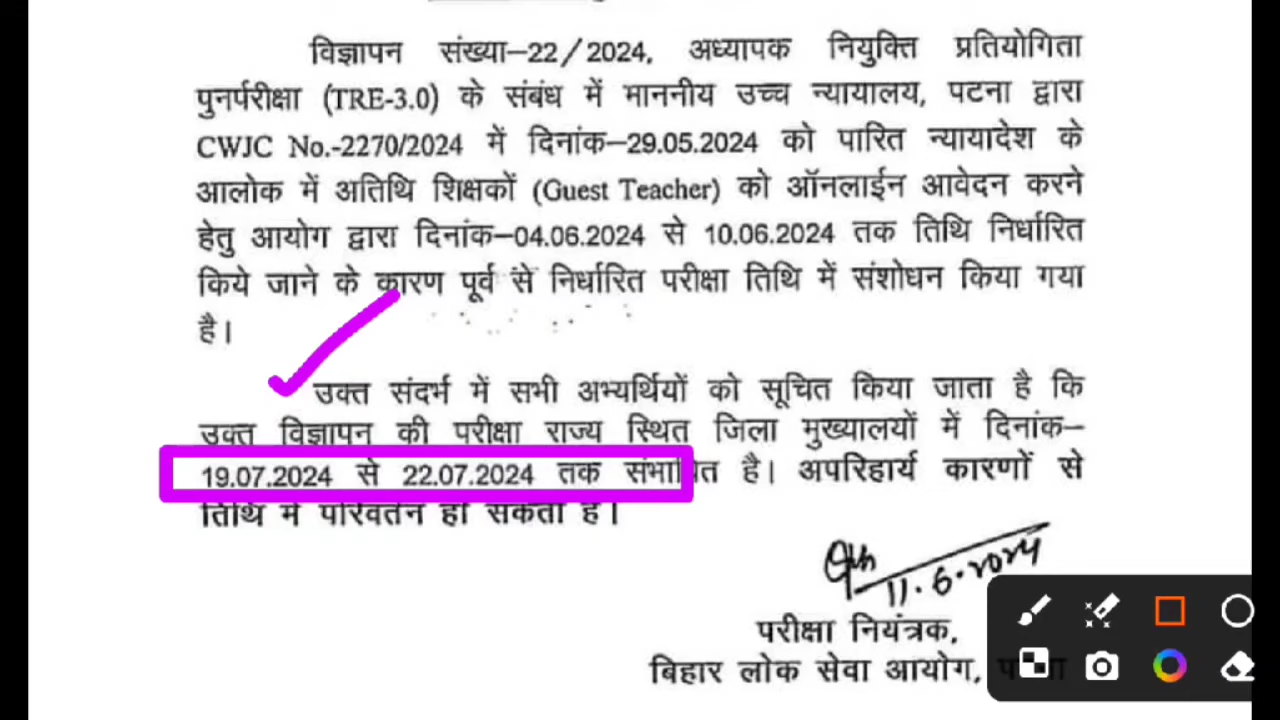 विज्ञापन संख्या–22/2024, अध्यापक नियुक्ति प्रतियोगिता
पुनर्परीक्षा (TRE-3.0) के संबंध में माननीय उच्च न्यायालय, पटना द्वारा
CWJC No.-2270/2024 में दिनांक–29.05.2024 को पारित न्यायादेश के
आलोक में अतिथि शिक्षकों (Guest Teacher) को ऑनलाईन आवेदन करने
हेतु आयोग द्वारा दिनांक–04.06.2024 से 10.06.2024 तक तिथि निर्धारित
किये जाने के कारण पूर्व से निर्धारित परीक्षा तिथि में संशोधन किया गया
है।
उक्त संदर्भ में सभी अभ्यर्थियों को सूचित किया जाता है कि
उक्त विज्ञापन की परीक्षा राज्य स्थित जिला मुख्यालयों में दिनांक–
19.07.2024 से 22.07.2024 तक संभावित है। अपरिहार्य कारणों से
तिथि में परिवर्तन हो सकता है।
11.6.2024
परीक्षा नियंत्रक,
बिहार लोक सेवा आयोग,